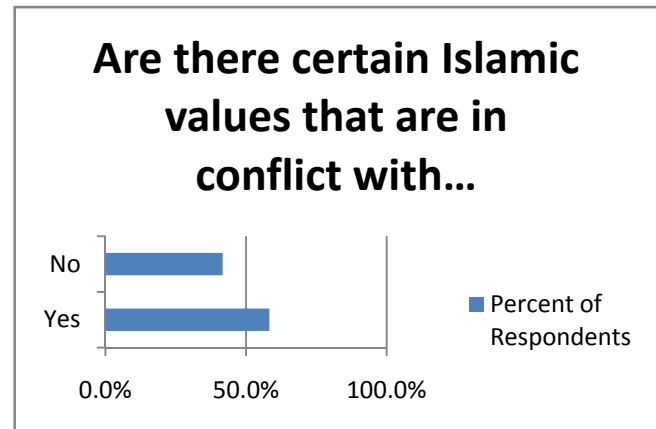 Are there certain Islamic
values that are in
conflict with…
No
Yes
Percent of
Respondents
0.0%
50.0%
100.0%